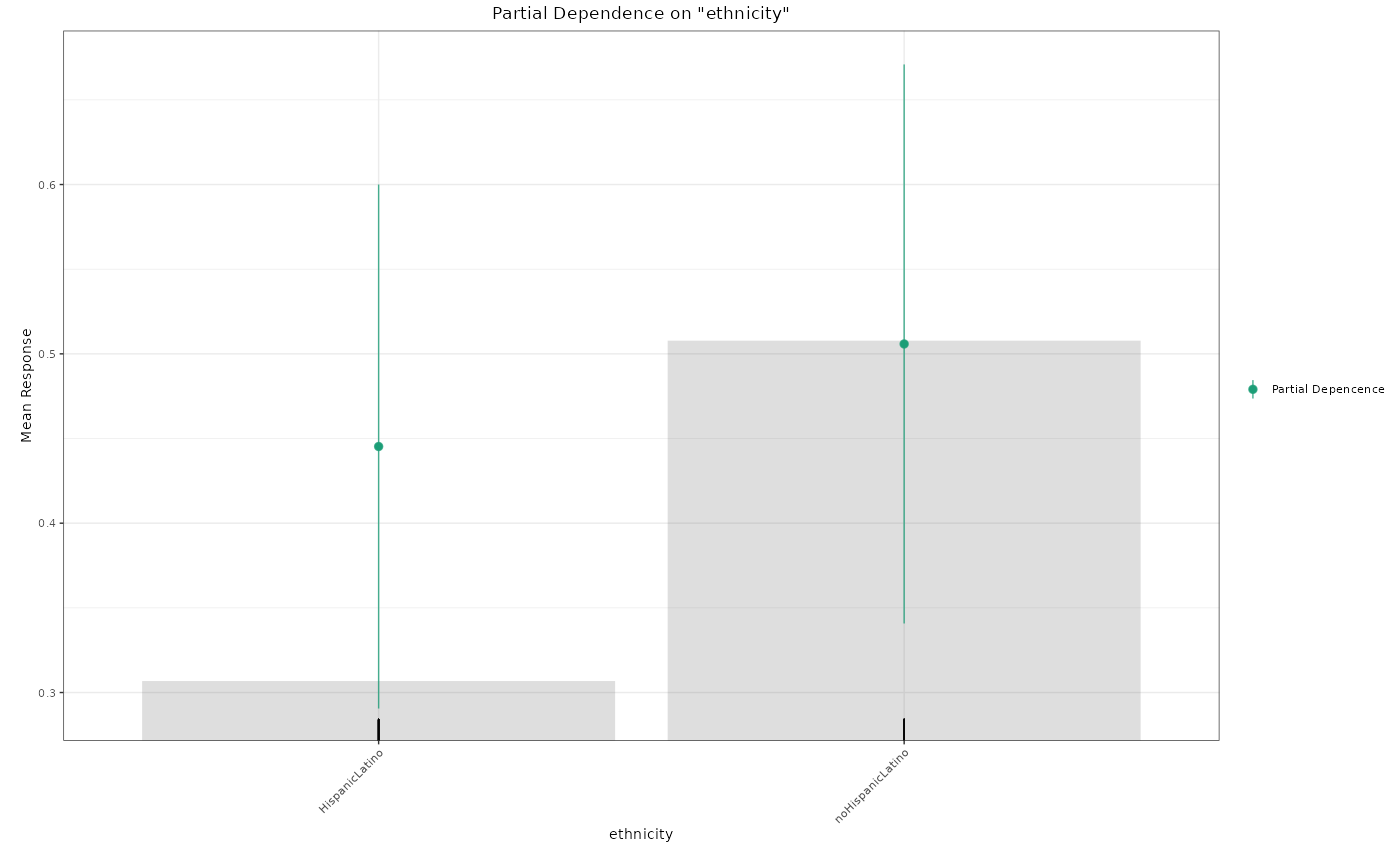 Partial Dependence on "ethnicity"
Mean Response
0.6
0.5
0.4
0.3
HispanicLatino
noHispanicLatino
ethnicity
Partial Depencence